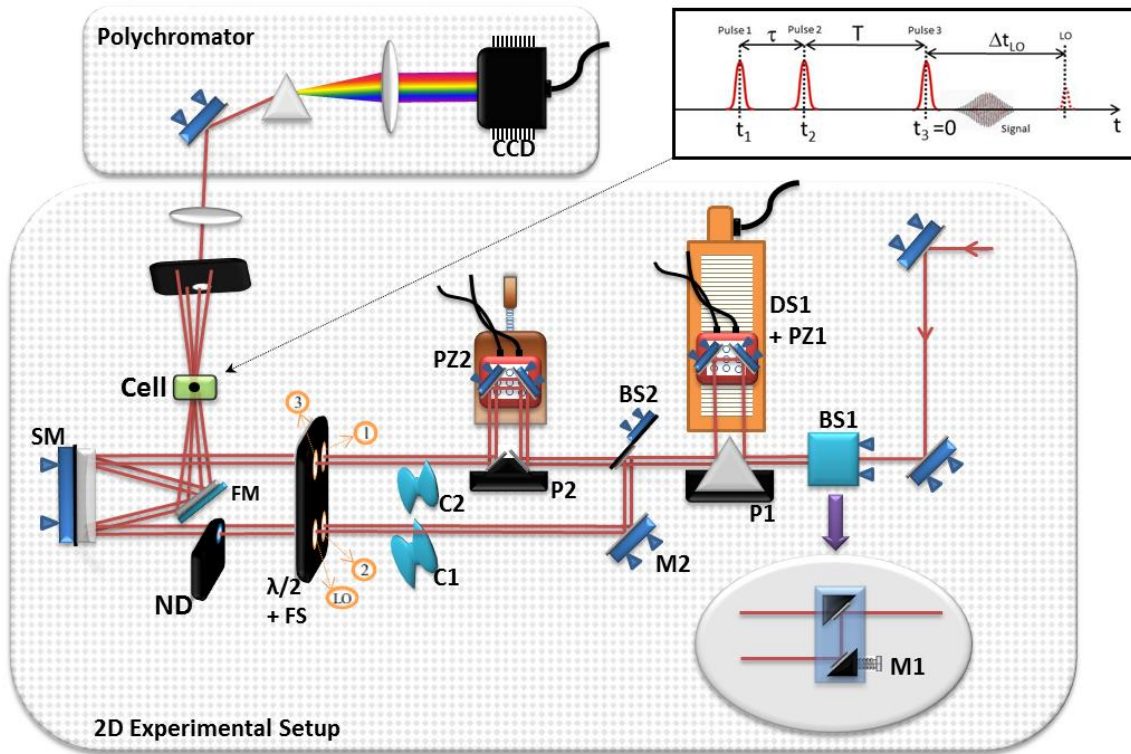 Polychromator
CCD
Pulse 1
τ
Pulse 2
T
Pulse 3
Δt_LO
LO
t₁
t₂
t₃ =0
Signal
t
DS1
+ PZ1
PZ2
Cell
BS2
BS1
SM
3
1
FM
P2
P1
C2
M2
ND
2
C1
λ/2
+ FS
LO
M1
2D Experimental Setup